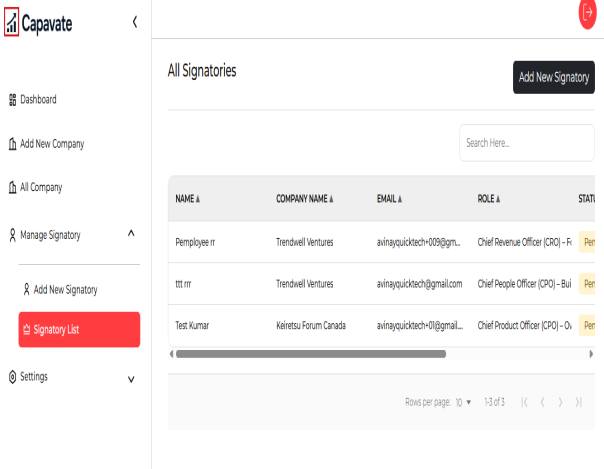 Capavate
Dashboard
Add New Company
All Company
Manage Signatory
Add New Signatory
Signatory List
Settings
All Signatories
Add New Signatory
Search Here...
NAME COMPANY NAME EMAIL ROLE STATU
Pemployee rr Trendwell Ventures avinayquicktech+009@gm... Chief Revenue Officer (CRO) – Fo Pen
ttt rrr Trendwell Ventures avinayquicktech@gmail.com Chief People Officer (CPO) – Bui Pen
Test Kumar Keiretsu Forum Canada avinayquicktech+01@gmail.... Chief Product Officer (CPO) – Ov Pen
Rows per page: 10 1-3 of 3